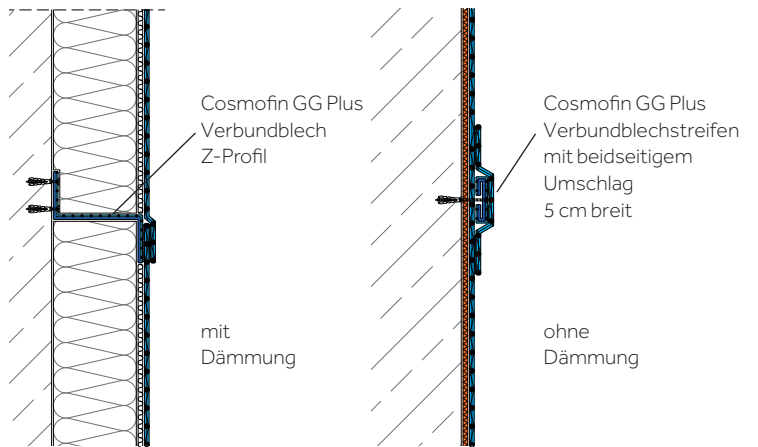 Cosmofin GG Plus
Verbundblech
Z-Profil
mit
Dämmung
Cosmofin GG Plus
Verbundblechstreifen
mit beidseitigem
Umschlag
5 cm breit
ohne
Dämmung